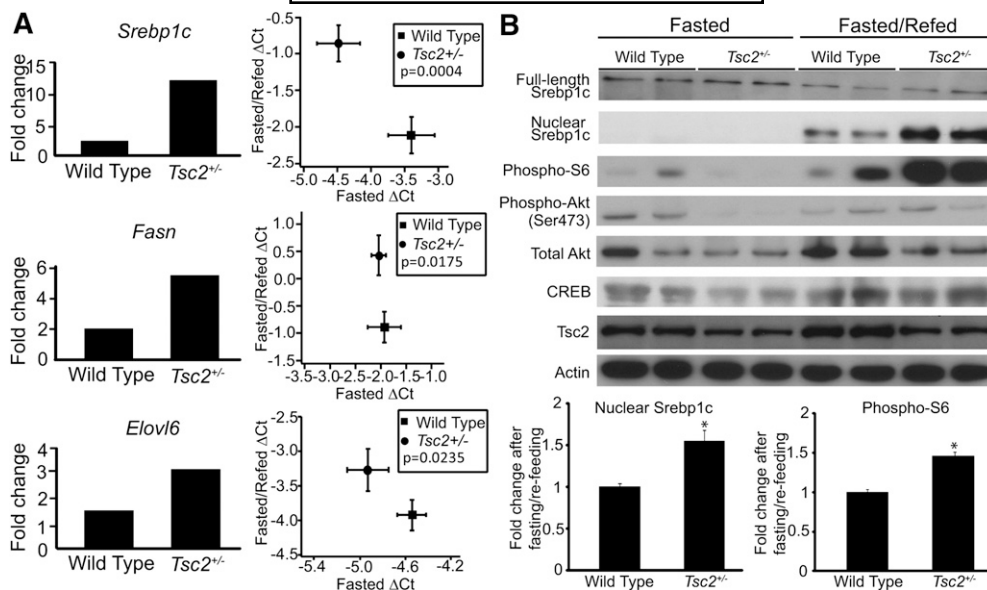 A
Srebp1c
Fold change
15
10
5
0
Wild Type
Tsc2+/-
Fasted/Refed ΔCt
-0.5
-1.0
-1.5
-2.0
-2.5
Wild Type
Tsc2+/-
p=0.0004
-5.0 -4.5 -4.0 -3.5 -3.0
Fasted ΔCt
Fasn
Fold change
6
4
2
0
Wild Type
Tsc2+/-
Fasted/Refed ΔCt
1.0
0.5
0.0
-0.5
-1.0
-1.5
Wild Type
Tsc2+/-
p=0.0175
-3.5-3.0-2.5-2.0-1.5-1.0
Fasted ΔCt
Elovl6
Fold change
4
3
2
1
0
Wild Type
Tsc2+/-
Fasted/Refed ΔCt
-2.5
-3.0
-3.5
-4.0
-4.5
Wild Type
Tsc2+/-
p=0.0235
-5.4 -5.0 -4.6 -4.2
Fasted ΔCt
B
Fasted
Fasted/Refed
Wild Type
Tsc2+/-
Wild Type
Tsc2+/-
Full-length
Srebp1c
Nuclear
Srebp1c
Phospho-S6
Phospho-Akt
(Ser473)
Total Akt
CREB
Tsc2
Actin
Nuclear Srebp1c
Fold change after
fasting/re-feeding
2
1.5
1
0.5
0
*
Wild Type
Tsc2+/-
Phospho-S6
Fold change after
fasting/re-feeding
2
1.5
1
0.5
0
*
Wild Type
Tsc2+/-